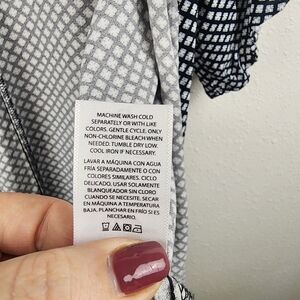 MACHINE WASH COLD
SEPARATELY OR WITH LIKE
COLORS. GENTLE CYCLE. ONLY
NON-CHLORINE BLEACH WHEN
NEEDED. TUMBLE DRY LOW.
COOL IRON IF NECESSARY.
LAVAR A MÁQUINA CON AGUA
FRÍA SEPARADAMENTE O CON
COLORES SIMILARES. CICLO
DELICADO. USAR SOLAMENTE
BLANQUEADOR SIN CLORO
CUANDO SE NECESITE. SECAR
EN MÁQUINA A TEMPERATURA
BAJA. PLANCHAR EN FRÍO SI ES
NECESARIO.